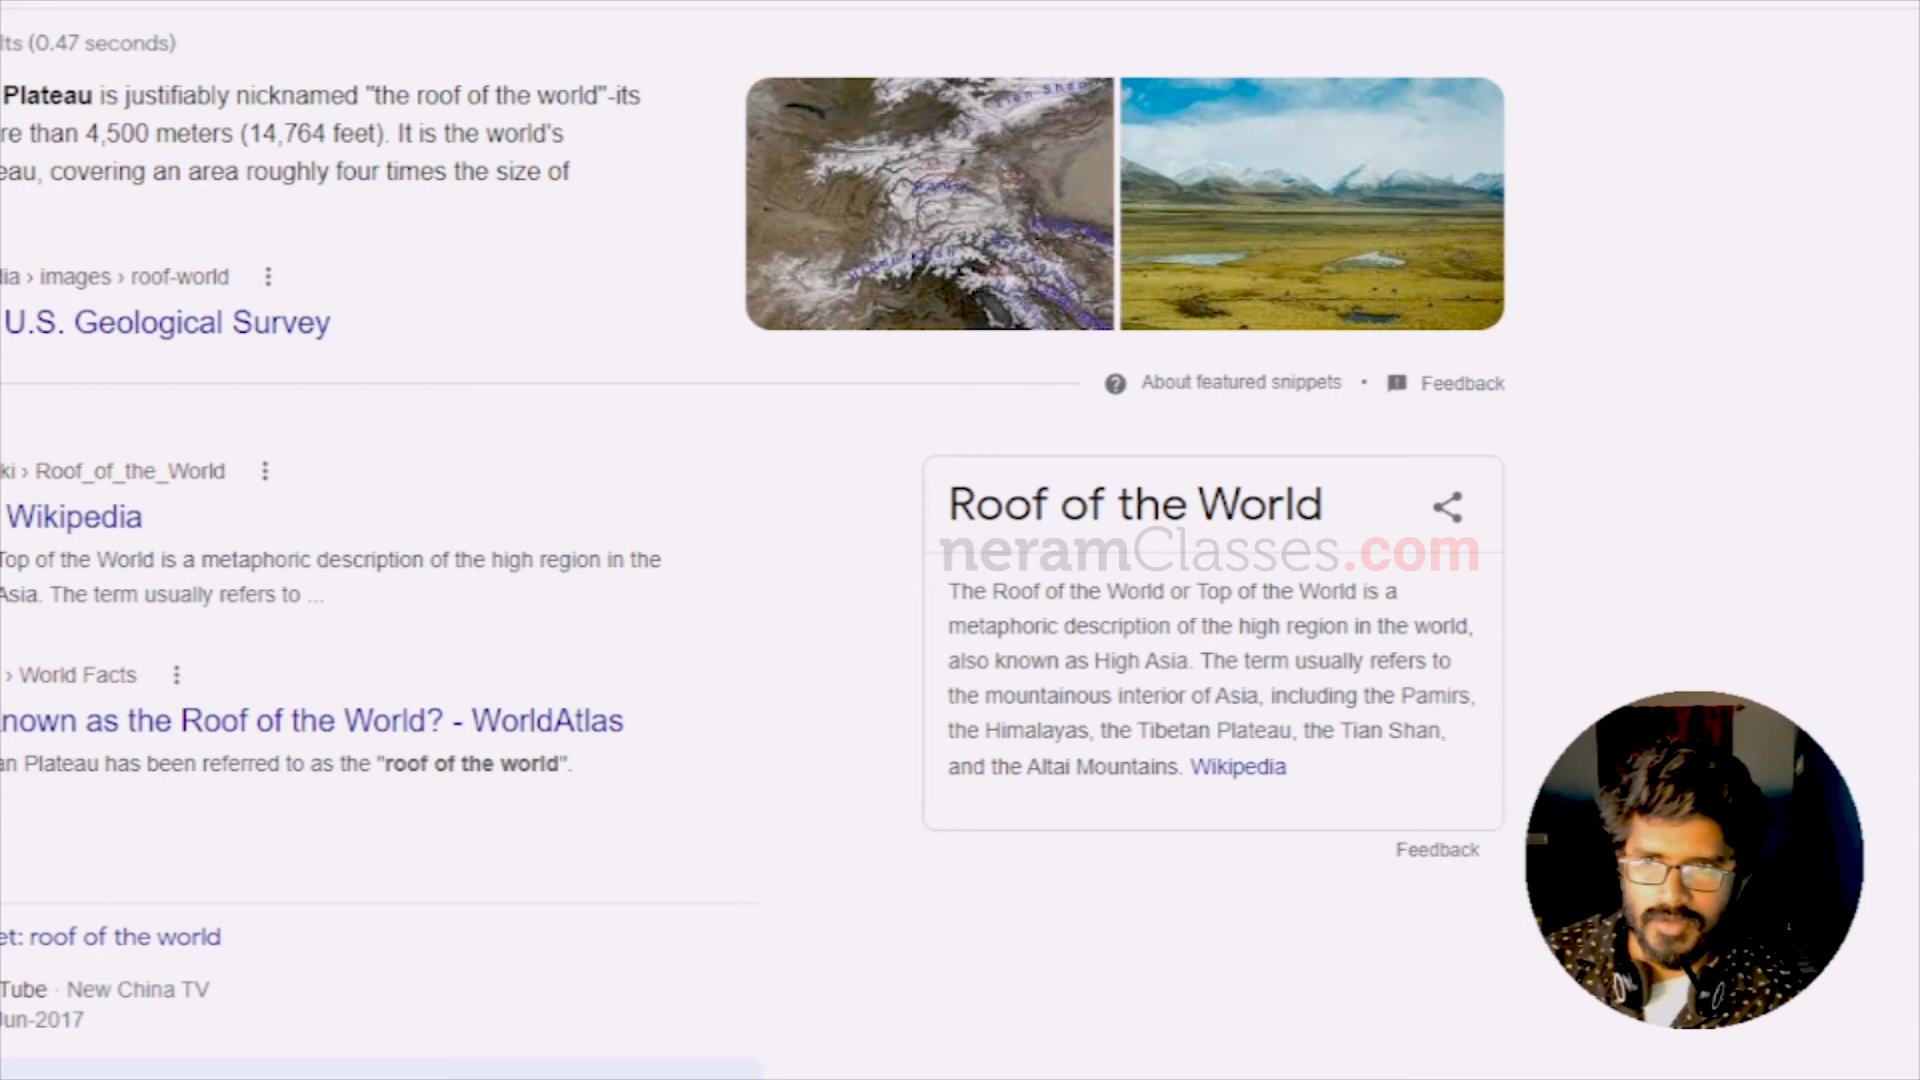 lts (0.47 seconds)
Plateau is justifiably nicknamed "the roof of the world"-its
re than 4,500 meters (14,764 feet). It is the world's
eau, covering an area roughly four times the size of
Tien Shan
Pamir
Hindu Kush
dia › images › roof-world
U.S. Geological Survey
About featured snippets • Feedback
ki › Roof_of_the_World
Wikipedia
Top of the World is a metaphoric description of the high region in the
Asia. The term usually refers to ...
› World Facts
nown as the Roof of the World? - WorldAtlas
an Plateau has been referred to as the "roof of the world".
Roof of the World
neramClasses.com
The Roof of the World or Top of the World is a
metaphoric description of the high region in the world,
also known as High Asia. The term usually refers to
the mountainous interior of Asia, including the Pamirs,
the Himalayas, the Tibetan Plateau, the Tian Shan,
and the Altai Mountains. Wikipedia
Feedback
et: roof of the world
Tube · New China TV
Jun-2017